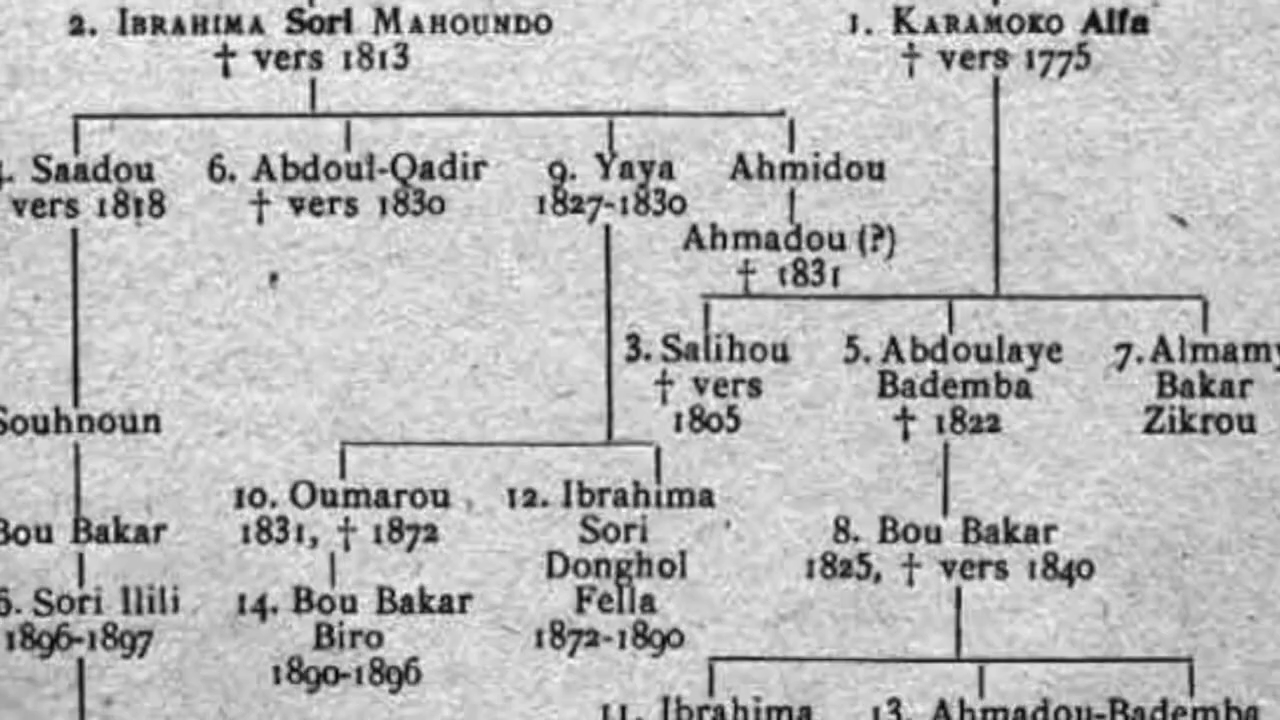 2. IBRAHIMA Sori MAHOUNDO
† vers 1813
1. KARAMOKO Alfa
† vers 1775
4. Saadou
vers 1818
6. Abdoul-Qadir
† vers 1830
9. Yaya
1827-1830
Ahmidou
Ahmadou (?)
† 1831
3. Salihou
† vers
1805
5. Abdoulaye
Bademba
† 1822
7. Almamy
Bakar
Zikrou
Souhnoun
Bou Bakar
6. Sori Ilili
1896-1897
10. Oumarou
1831, † 1872
14. Bou Bakar
Biro
1890-1896
12. Ibrahima
Sori
Donghol
Fella
1872-1890
8. Bou Bakar
1825, † vers 1840
11. Ibrahima
13. Ahmadou-Bademba